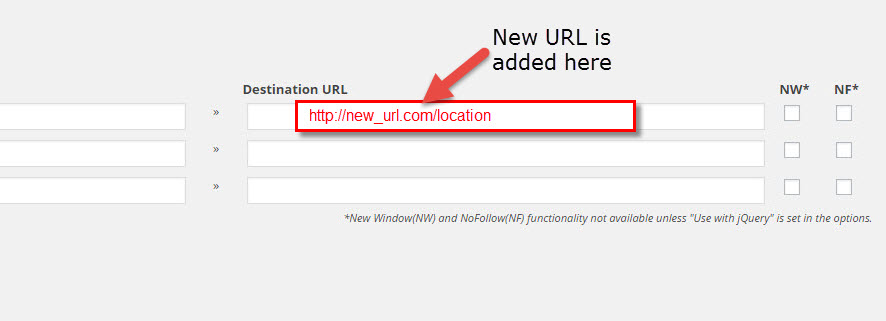 New URL is
added here
Destination URL NW* NF*
» http://new_url.com/location
»
»
*New Window(NW) and NoFollow(NF) functionality not available unless "Use with jQuery" is set in the options.